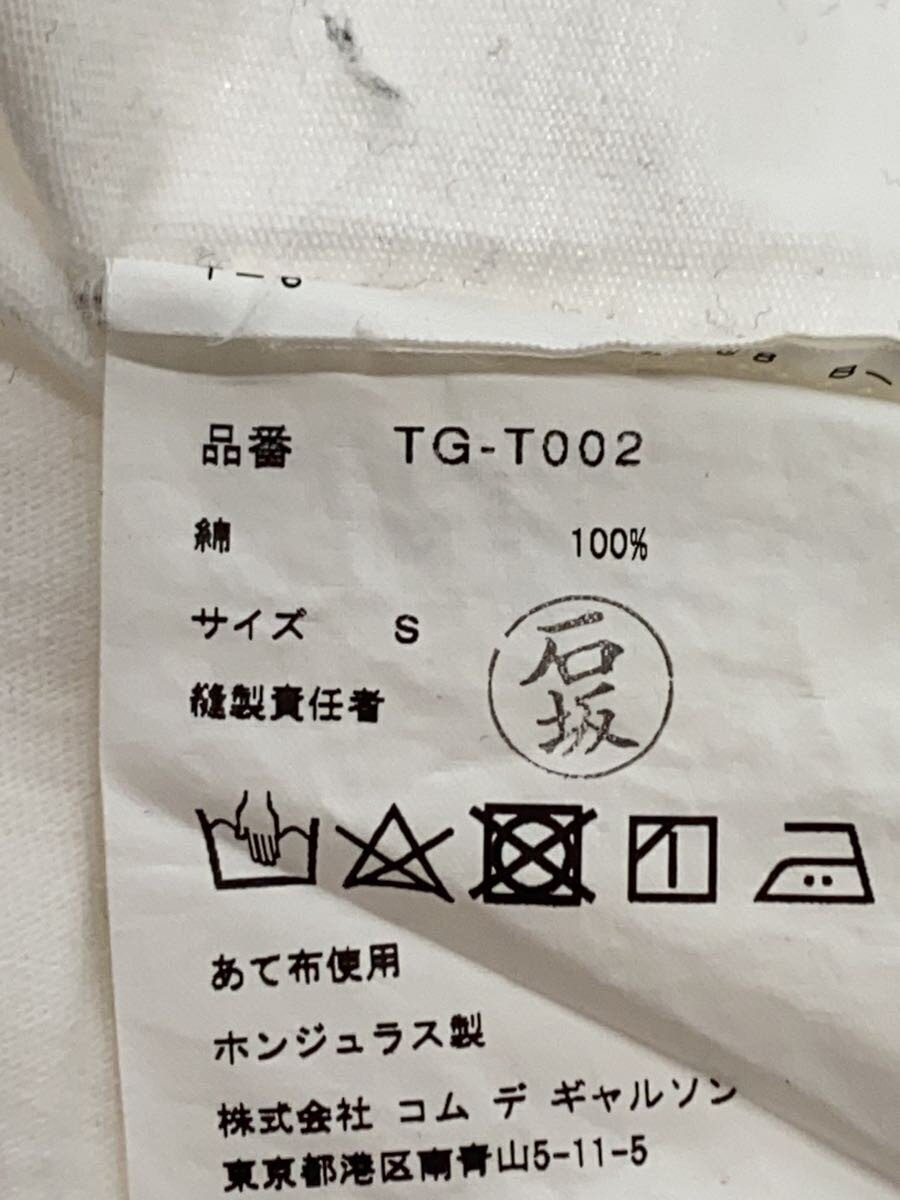 品番 TG-T002
綿 100%
サイズ S
縫製責任者 石坂
あて布使用
ホンジュラス製
株式会社 コム デ ギャルソン
東京都港区南青山5-11-5